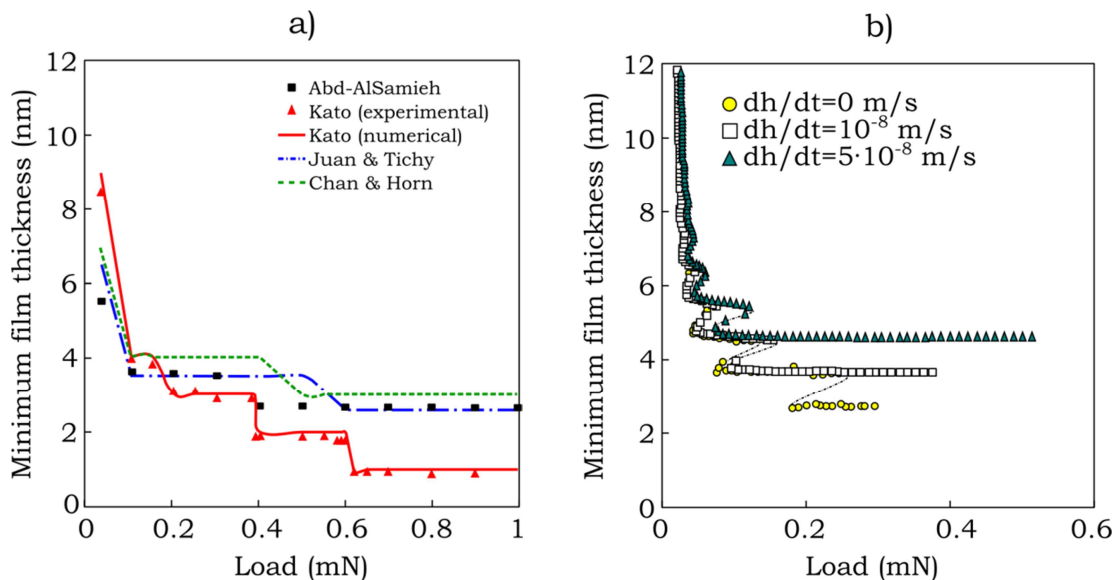 a)
Minimum film thickness (nm)
12
10
8
6
4
2
0
Abd-AlSamieh
Kato (experimental)
Kato (numerical)
Juan & Tichy
Chan & Horn
0 0.2 0.4 0.6 0.8 1
Load (mN)
b)
Minimum film thickness (nm)
12
10
8
6
4
2
0
dh/dt=0 m/s
dh/dt=10⁻⁸ m/s
dh/dt=5·10⁻⁸ m/s
0 0.2 0.4 0.6
Load (mN)